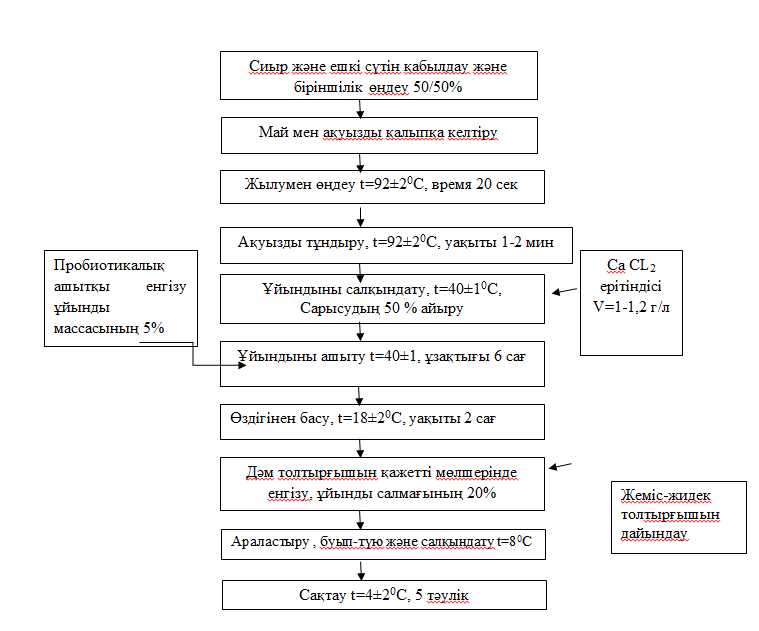 Сиыр және ешкі сүтін қабылдау және
біріншілік өңдеу 50/50%
Май мен ақуызды қалыпқа келтіру
Жылумен өңдеу t=92±2⁰C, время 20 сек
Ақуызды тұндыру, t=92±2⁰C, уақыты 1-2 мин
Пробиотикалық
ашытқы енгізу
ұйынды
массасының 5%
Ұйындыны салқындату, t=40±1⁰C,
Сарысудың 50 % айыру
Ca CL₂
ерітіндісі
V=1-1,2 г/л
Ұйындыны ашыту t=40±1, ұзақтығы 6 сағ
Өздігінен басу, t=18±2⁰C, уақыты 2 сағ
Дәм толтырғышын қажетті мөлшерінде
енгізу, ұйынды салмағының 20%
Жеміс-жидек
толтырғышын
дайындау
Араластыру , буып-түю және салқындату t=8⁰C
Сақтау t=4±2⁰C, 5 тәулік